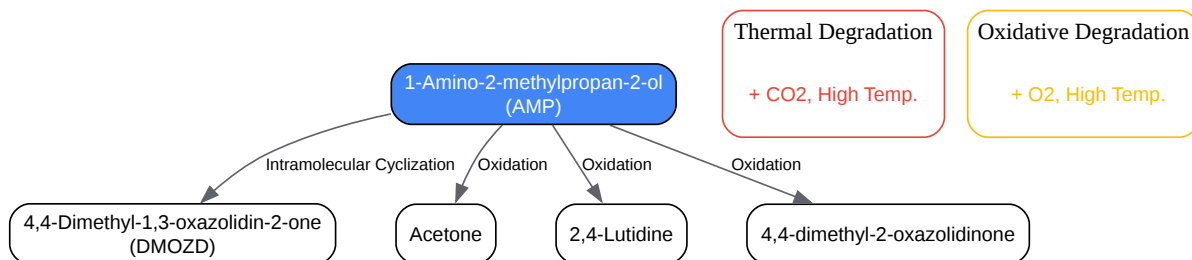 Thermal Degradation
Oxidative Degradation
+ CO2, High Temp.
+ O2, High Temp.
1-Amino-2-methylpropan-2-ol
(AMP)
Intramolecular Cyclization
Oxidation
Oxidation
Oxidation
4,4-Dimethyl-1,3-oxazolidin-2-one
(DMOZD)
Acetone
2,4-Lutidine
4,4-dimethyl-2-oxazolidinone